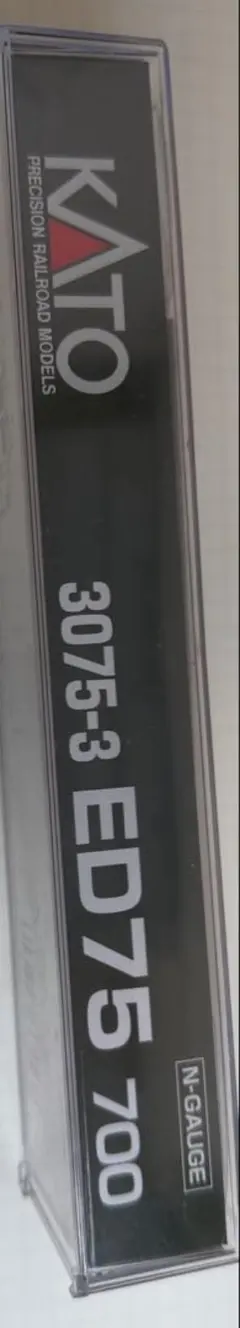 KATO
PRECISION RAILROAD MODELS
3075-3 ED75 700
N-GAUGE